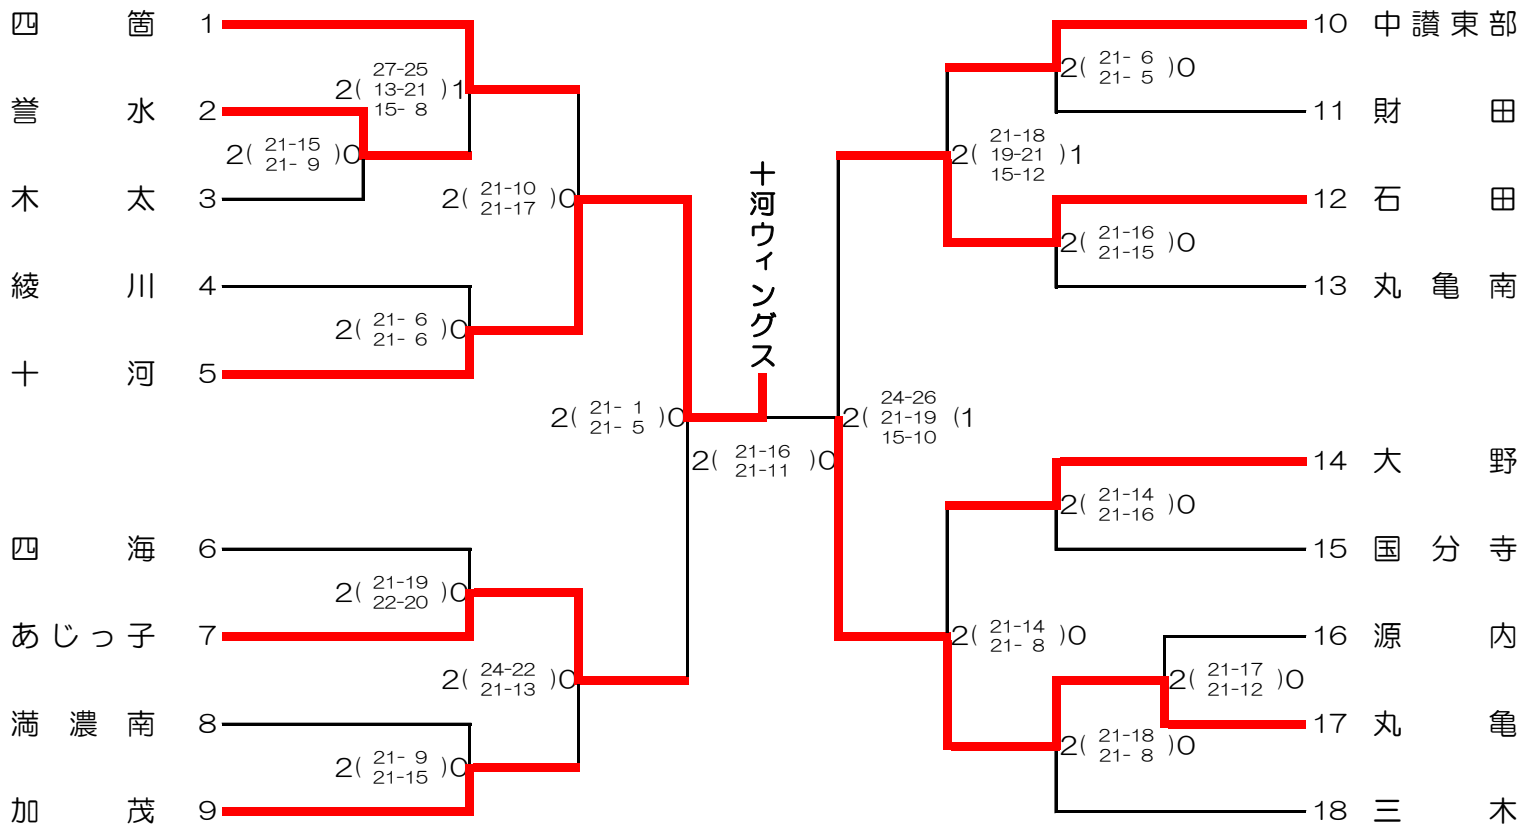 四箇 1
誉水 2
木太 3
綾川 4
十河 5
四海 6
あじっ子 7
満濃南 8
加茂 9
2( 27-25 )1
13-21
15- 8
2( 21-15 )0
21- 9
2( 21-10 )0
21-17
2( 21- 6 )0
21- 6
2( 21- 1 )0
21- 5
2( 21-19 )0
22-20
2( 24-22 )0
21-13
2( 21- 9 )0
21-15
十河ウィングス
2( 21-16 )0
21-11
10 中讃東部
11 財田
12 石田
13 丸亀南
14 大野
15 国分寺
16 源内
17 丸亀
18 三木
2( 21- 6 )0
21- 5
2( 21-18 )1
19-21
15-12
2( 21-16 )0
21-15
2( 24-26 (1
21-19
15-10
2( 21-14 )0
21-16
2( 21-14 )0
21- 8
2( 21-17 )0
21-12
2( 21-18 )0
21- 8